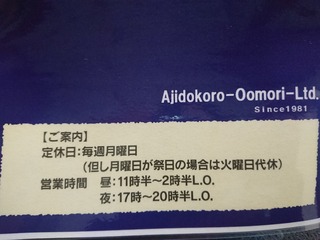 Ajidokoro-Oomori-Ltd.
Since1981
【ご案内】
定休日：毎週月曜日
（但し月曜日が祭日の場合は火曜日代休）
営業時間　昼：11時半～2時半L.O.
夜：17時～20時半L.O.